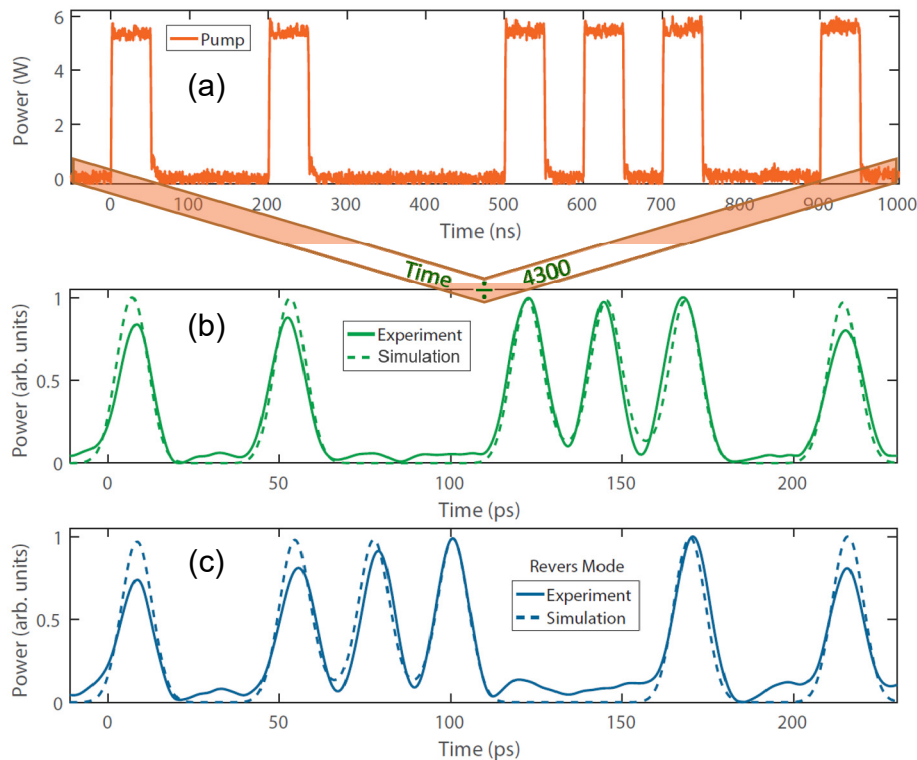 6
4
2
0
Power (W)
Pump
(a)
0 100 200 300 400 500 600 700 800 900 1000
Time (ns)
Time ÷ 4300
1
0.5
0
Power (arb. units)
(b)
Experiment
Simulation
0 50 100 150 200
Time (ps)
1
0.5
0
Power (arb. units)
(c)
Revers Mode
Experiment
Simulation
0 50 100 150 200
Time (ps)